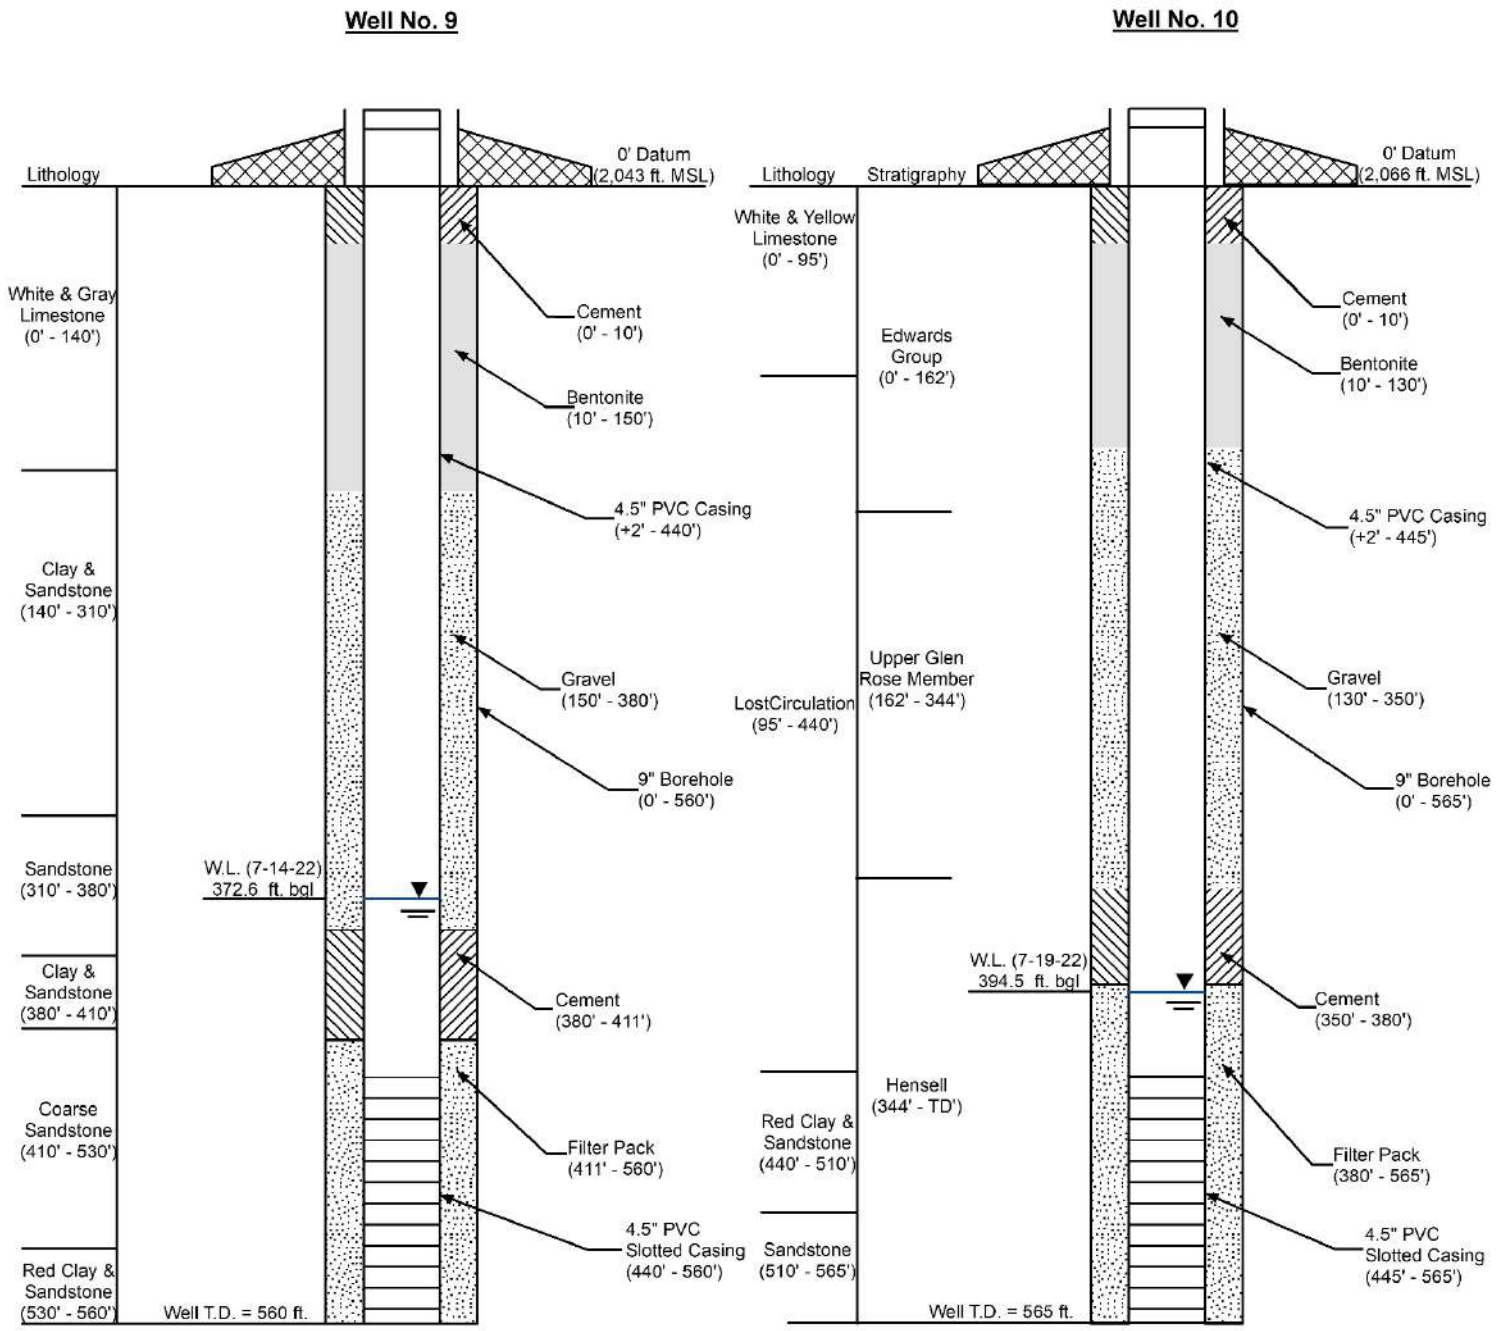 Well No. 9
Lithology
0' Datum
(2,043 ft. MSL)
White & Gray
Limestone
(0' - 140')
Cement
(0' - 10')
Bentonite
(10' - 150')
4.5" PVC Casing
(+2' - 440')
Clay &
Sandstone
(140' - 310')
Gravel
(150' - 380')
9" Borehole
(0' - 560')
Sandstone
(310' - 380')
W.L. (7-14-22)
372.6 ft. bgl
Clay &
Sandstone
(380' - 410')
Cement
(380' - 411')
Coarse
Sandstone
(410' - 530')
Filter Pack
(411' - 560')
4.5" PVC
Slotted Casing
(440' - 560')
Red Clay &
Sandstone
(530' - 560')
Well T.D. = 560 ft.
Well No. 10
Lithology
Stratigraphy
0' Datum
(2,066 ft. MSL)
White & Yellow
Limestone
(0' - 95')
Cement
(0' - 10')
Edwards
Group
(0' - 162')
Bentonite
(10' - 130')
4.5" PVC Casing
(+2' - 445')
Upper Glen
Rose Member
(162' - 344')
LostCirculation
(95' - 440')
Gravel
(130' - 350')
9" Borehole
(0' - 565')
W.L. (7-19-22)
394.5 ft. bgl
Cement
(350' - 380')
Hensell
(344' - TD')
Red Clay &
Sandstone
(440' - 510')
Filter Pack
(380' - 565')
4.5" PVC
Slotted Casing
(445' - 565')
Sandstone
(510' - 565')
Well T.D. = 565 ft.